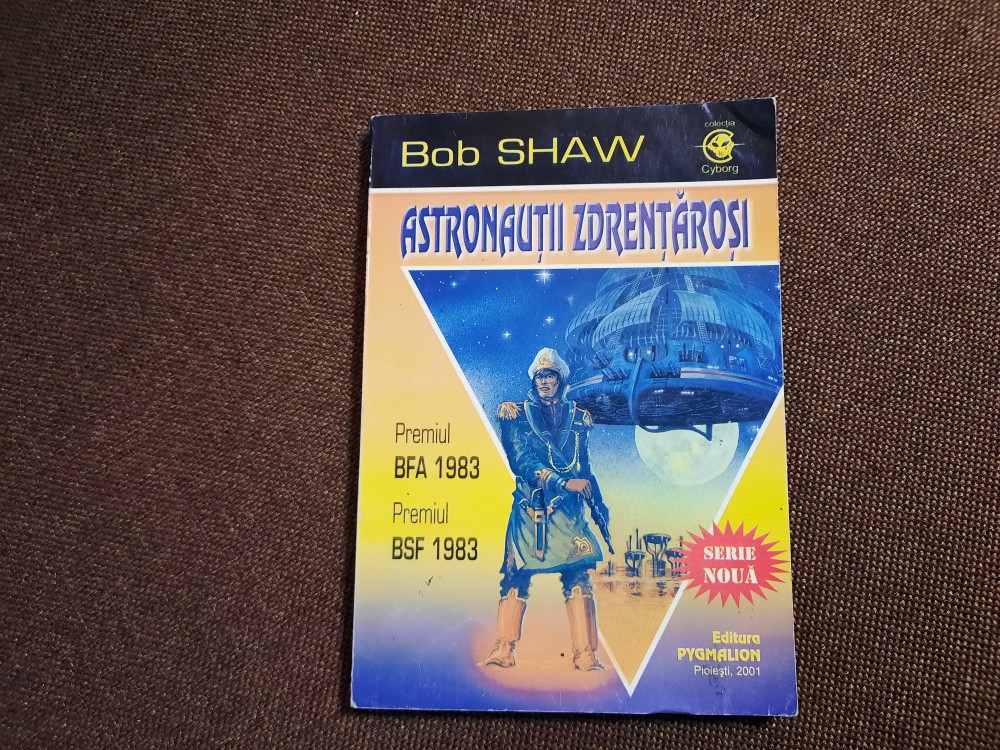 Bob SHAW
colecția
Cyborg
ASTRONAUȚII ZDRENȚĂROȘI
Premiul
BFA 1983
Premiul
BSF 1983
SERIE
NOUĂ
Editura
PYGMALION
Ploiești, 2001